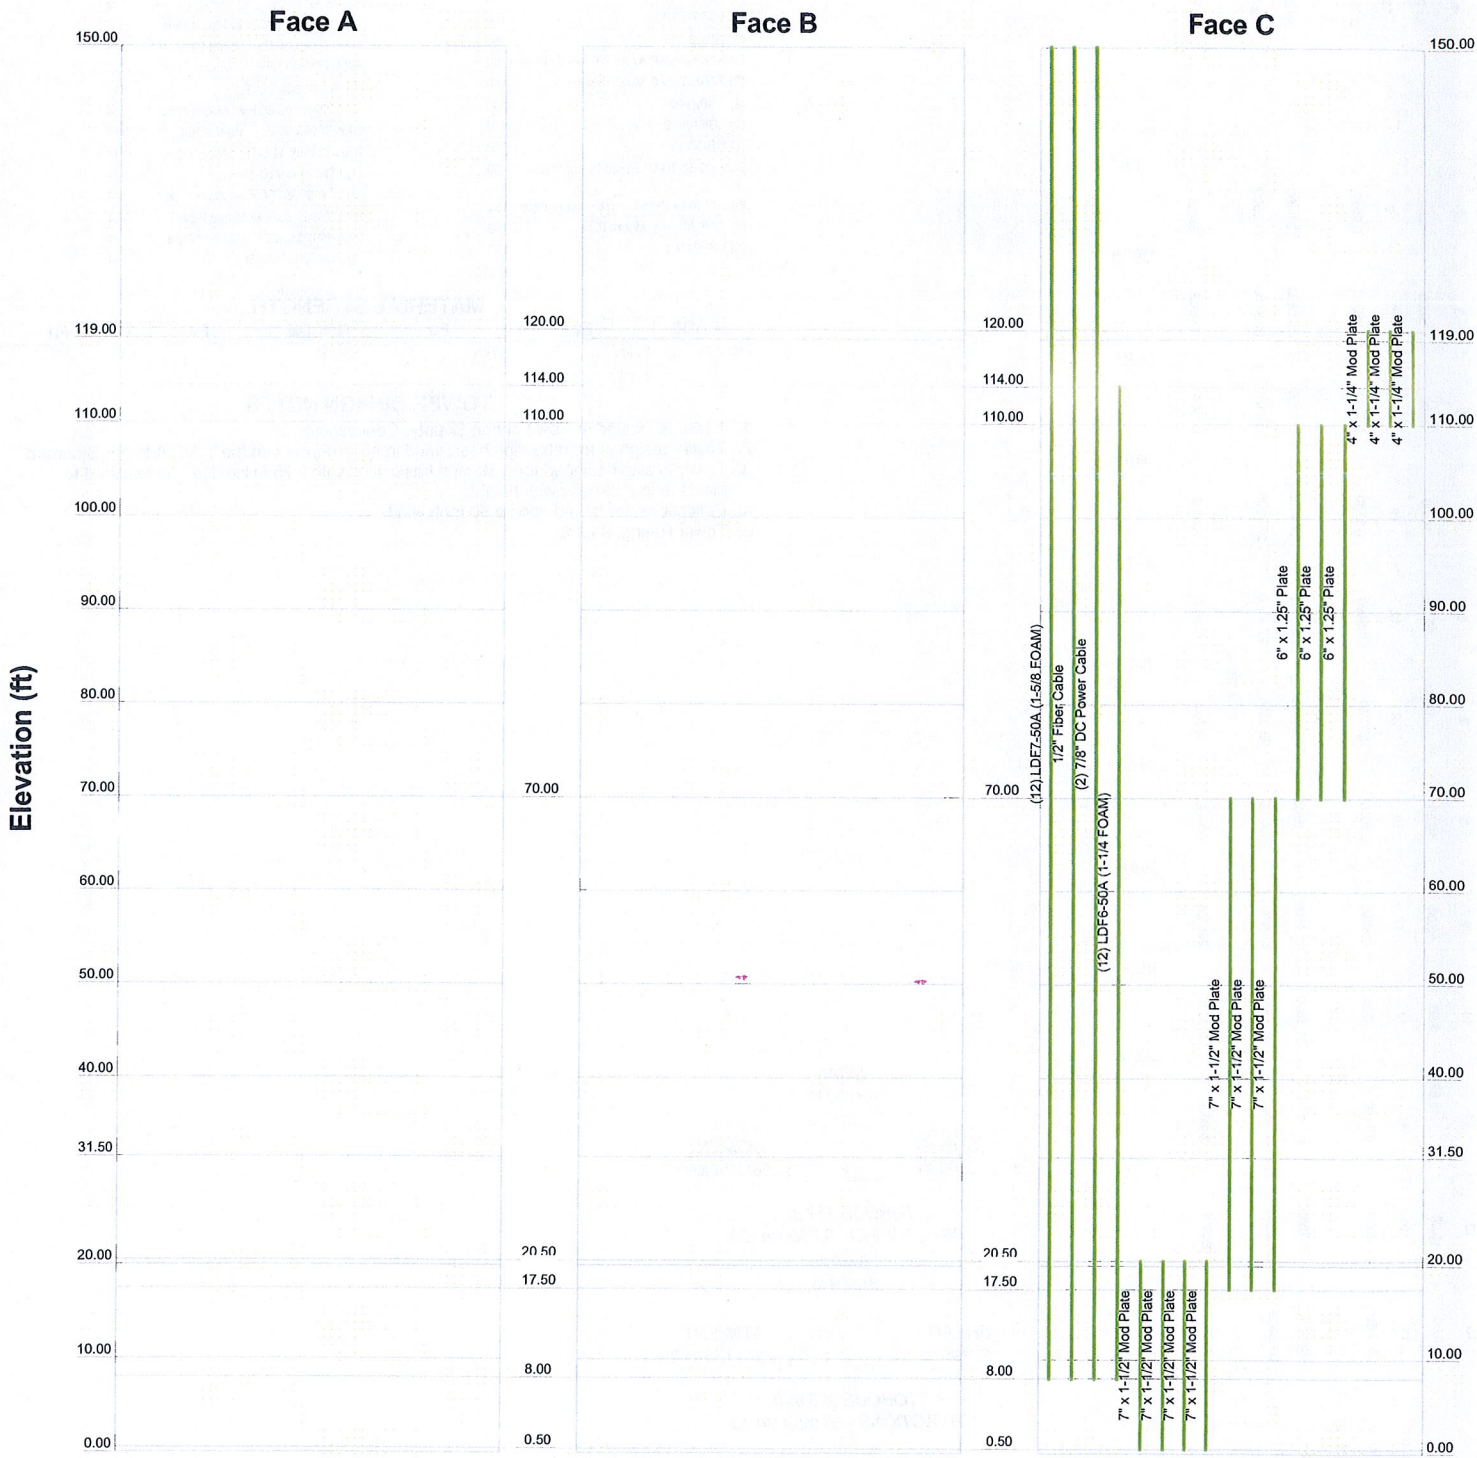 Face A
Face B
Face C
Elevation (ft)
150.00
119.00
110.00
100.00
90.00
80.00
70.00
60.00
50.00
40.00
31.50
20.00
10.00
0.00
120.00
114.00
110.00
70.00
20.50
17.50
8.00
0.50
120.00
114.00
110.00
70.00
20.50
17.50
8.00
0.50
(12) LDF7-50A (1-5/8 FOAM)
1/2" Fiber Cable
(2) 7/8" DC Power Cable
(12) LDF6-50A (1-1/4 FOAM)
7" x 1-1/2" Mod Plate
7" x 1-1/2" Mod Plate
7" x 1-1/2" Mod Plate
7" x 1-1/2" Mod Plate
7" x 1-1/2" Mod Plate
7" x 1-1/2" Mod Plate
7" x 1-1/2" Mod Plate
6" x 1.25" Plate
6" x 1.25" Plate
6" x 1.25" Plate
4" x 1-1/4" Mod Plate
4" x 1-1/4" Mod Plate
4" x 1-1/4" Mod Plate
150.00
119.00
110.00
100.00
90.00
80.00
70.00
60.00
50.00
40.00
31.50
20.00
10.00
0.00